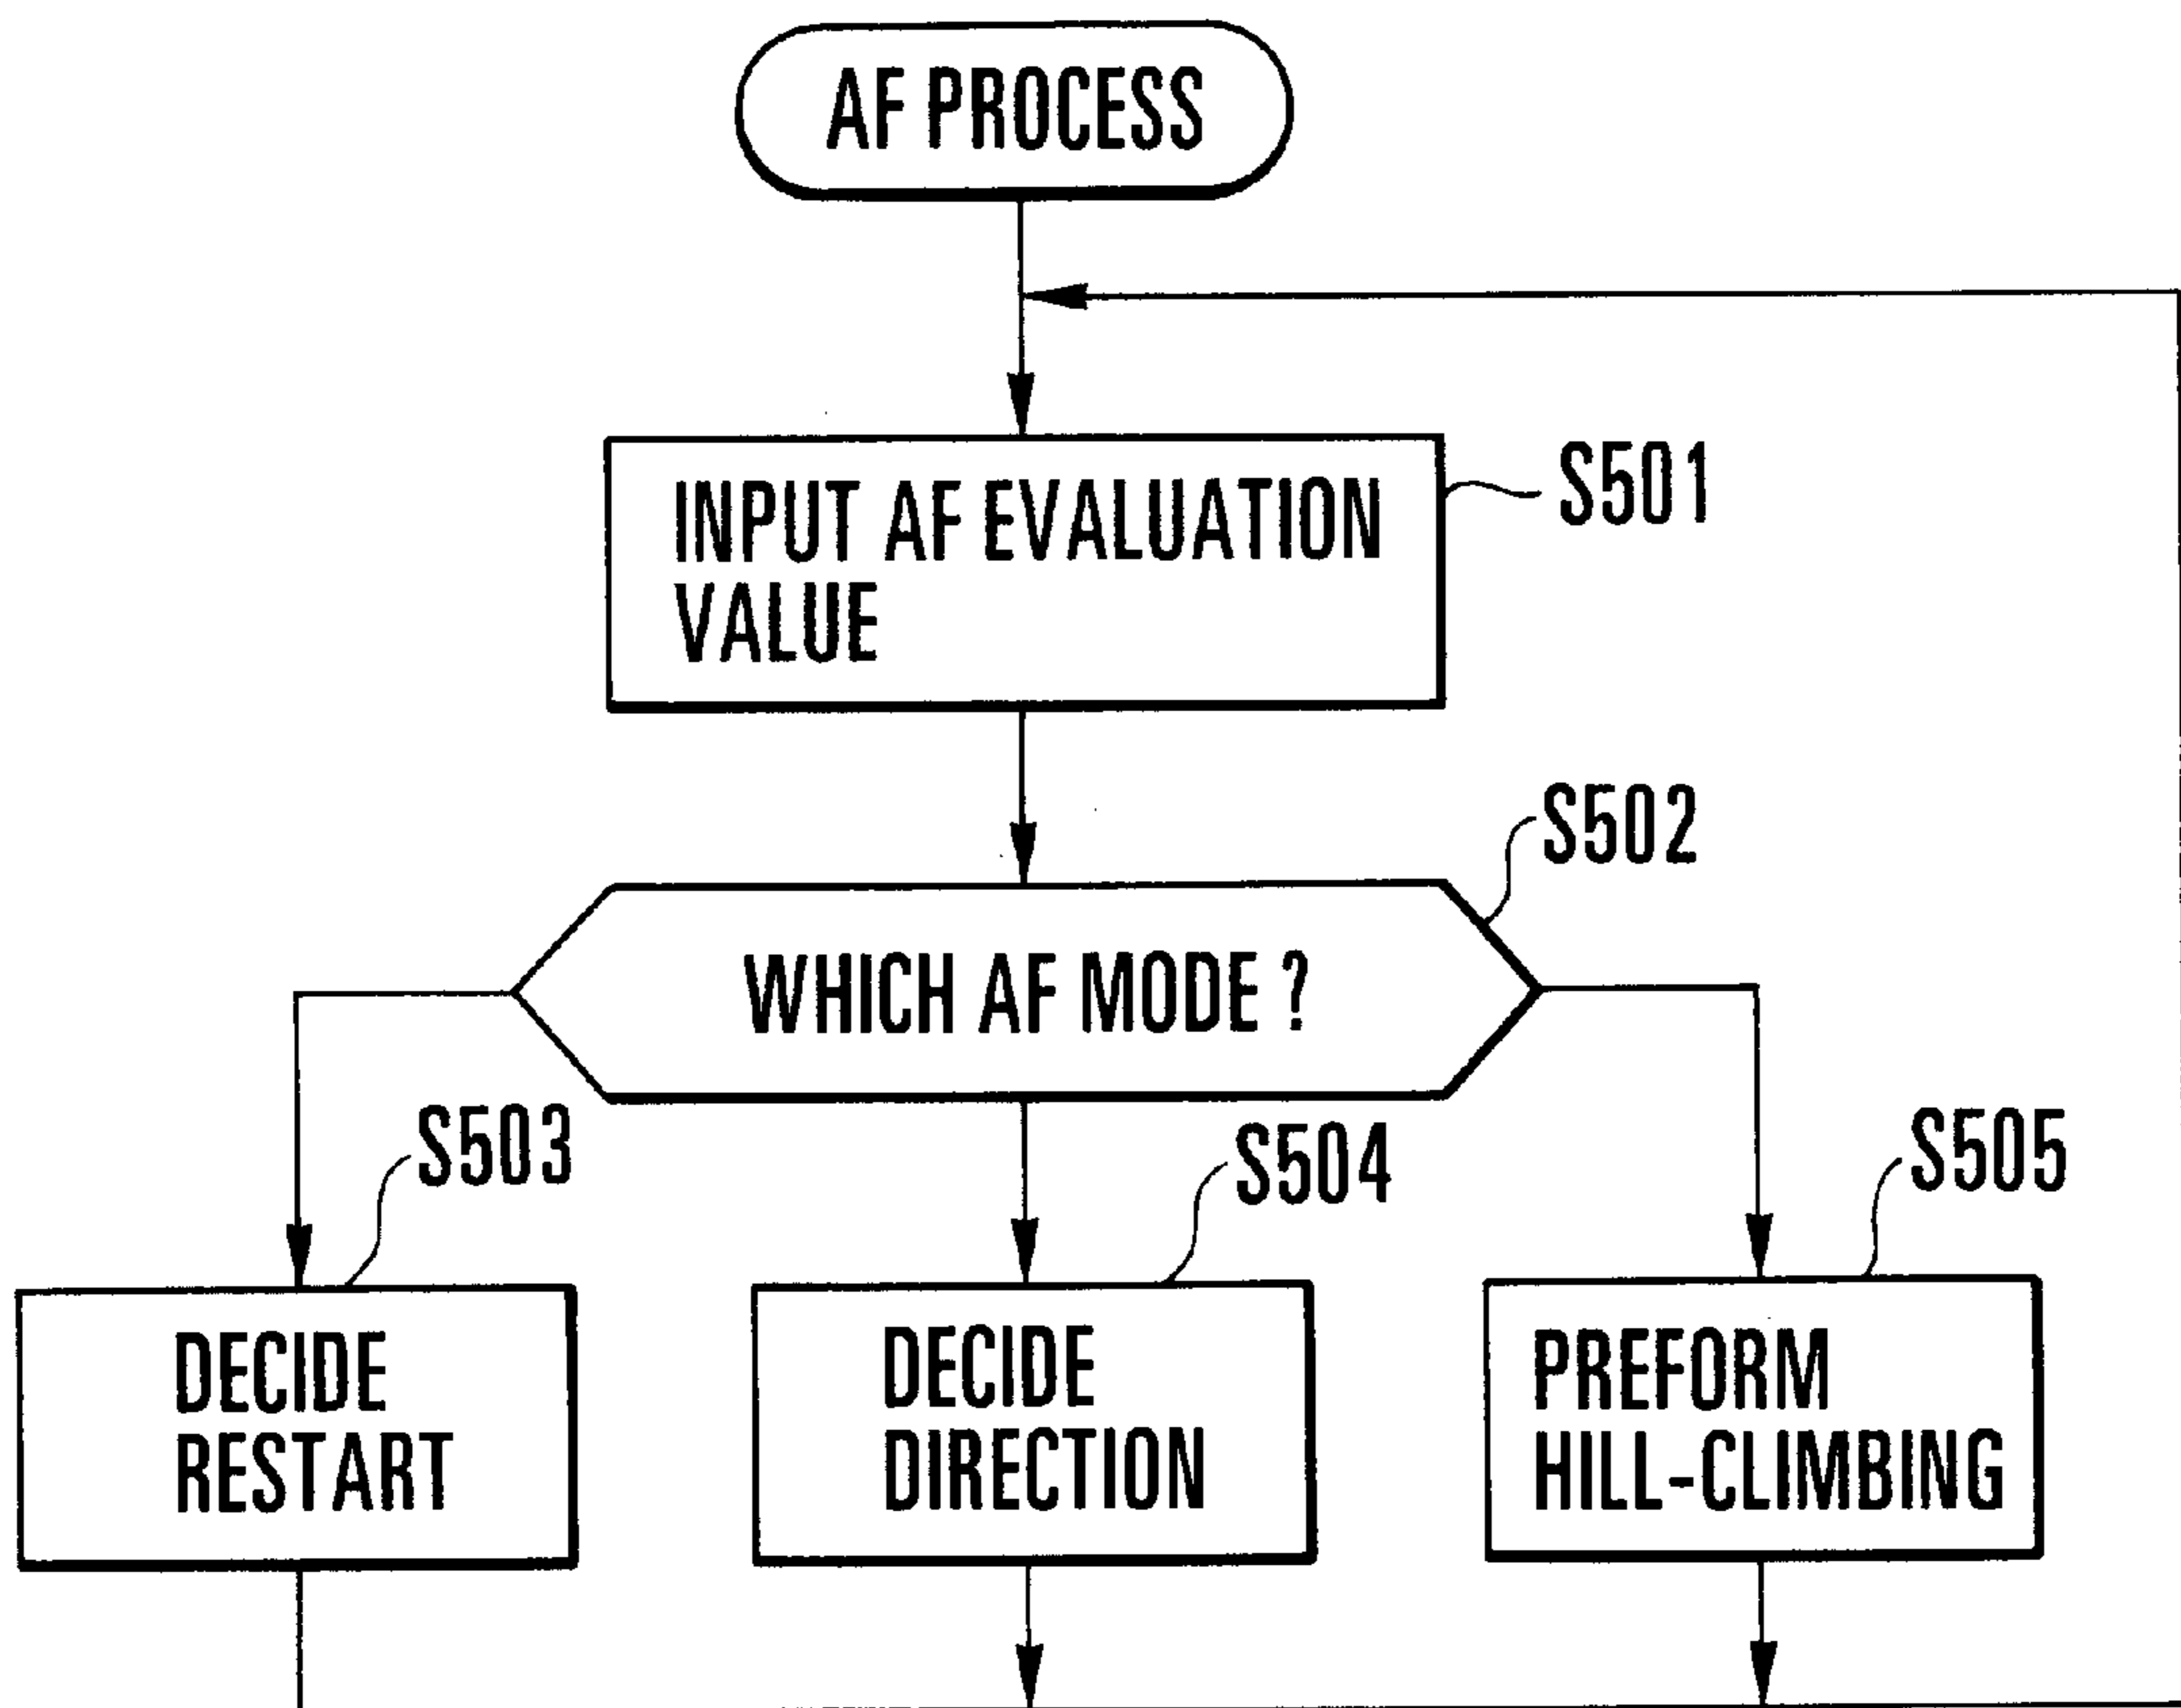 AF PROCESS
INPUT AF EVALUATION
VALUE
S501
WHICH AF MODE ?
S502
S503
S504
S505
DECIDE
RESTART
DECIDE
DIRECTION
PREFORM
HILL-CLIMBING